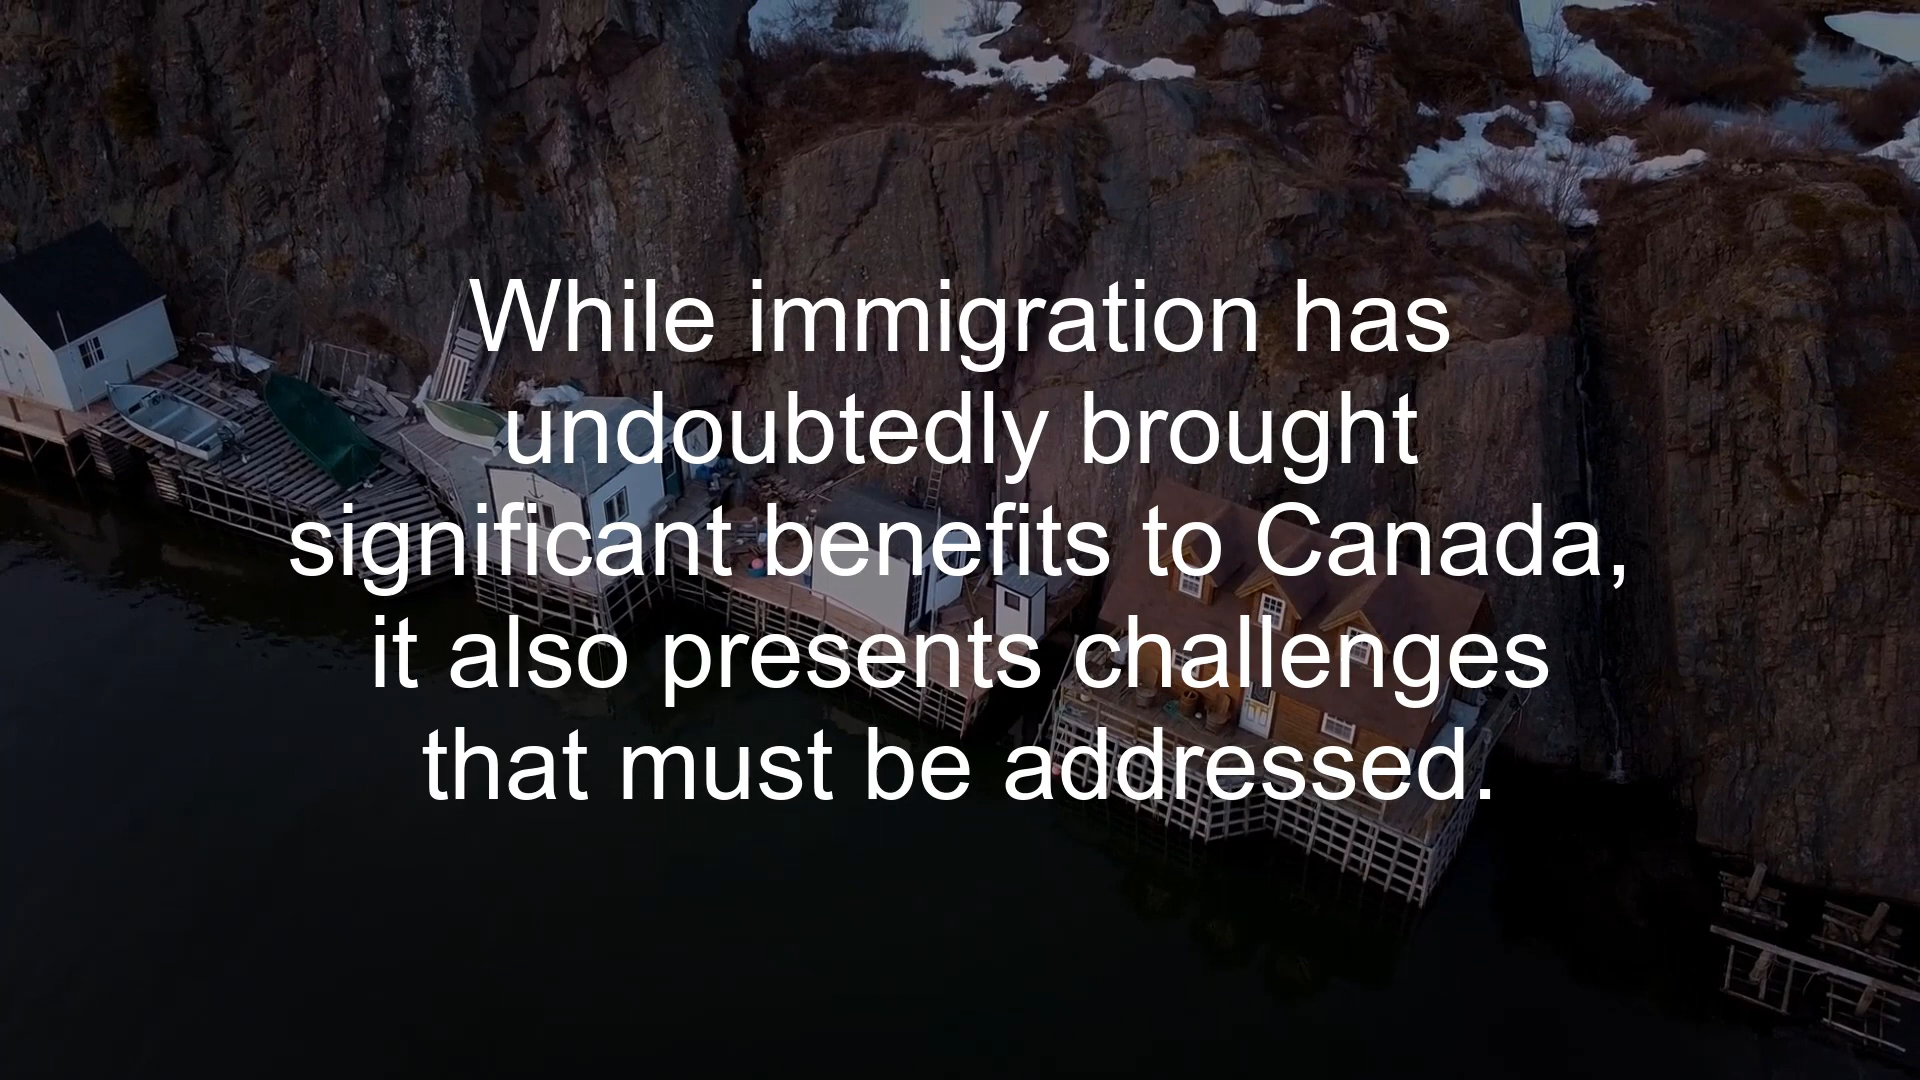 While immigration has
undoubtedly brought
significant benefits to Canada,
it also presents challenges
that must be addressed.